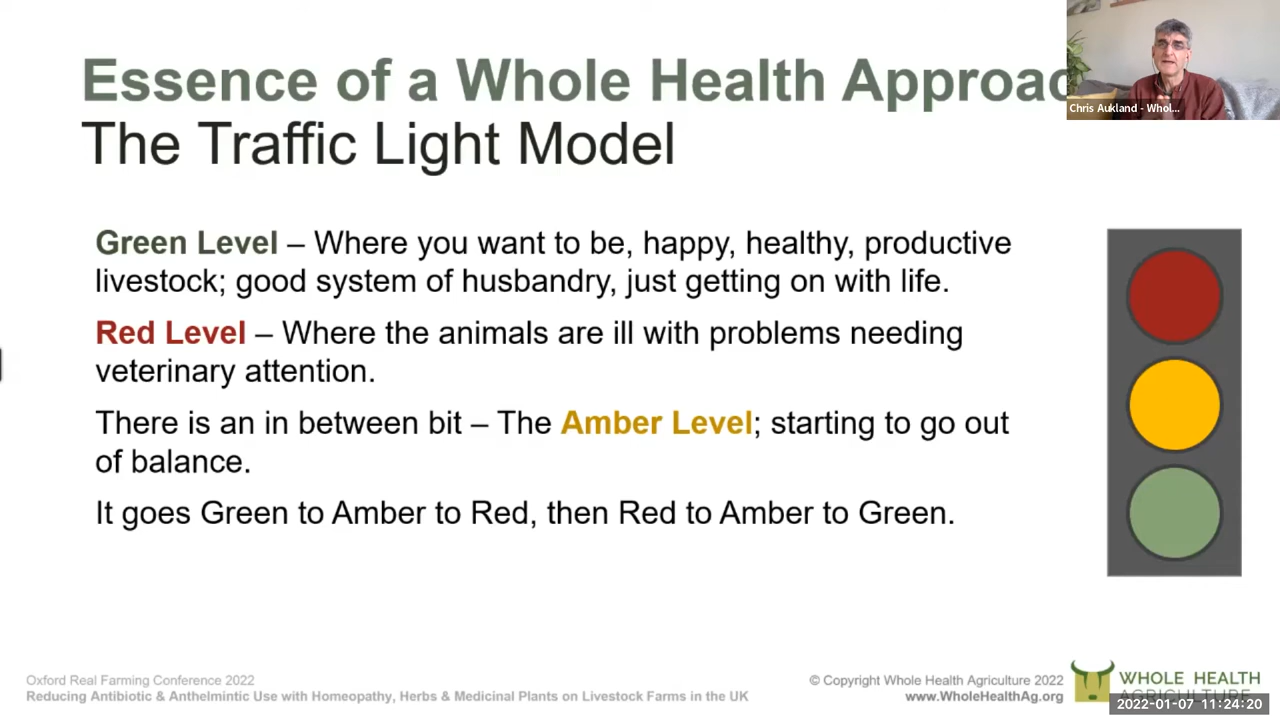 Essence of a Whole Health Approac
The Traffic Light Model
Chris Aukland - Whol...
Green Level – Where you want to be, happy, healthy, productive
livestock; good system of husbandry, just getting on with life.
Red Level – Where the animals are ill with problems needing
veterinary attention.
There is an in between bit – The Amber Level; starting to go out
of balance.
It goes Green to Amber to Red, then Red to Amber to Green.
Oxford Real Farming Conference 2022
Reducing Antibiotic & Anthelmintic Use with Homeopathy, Herbs & Medicinal Plants on Livestock Farms in the UK
© Copyright Whole Health Agriculture 2022
www.WholeHealthAg.org
WHOLE HEALTH
AGRICULTURE
2022-01-07 11:24:20